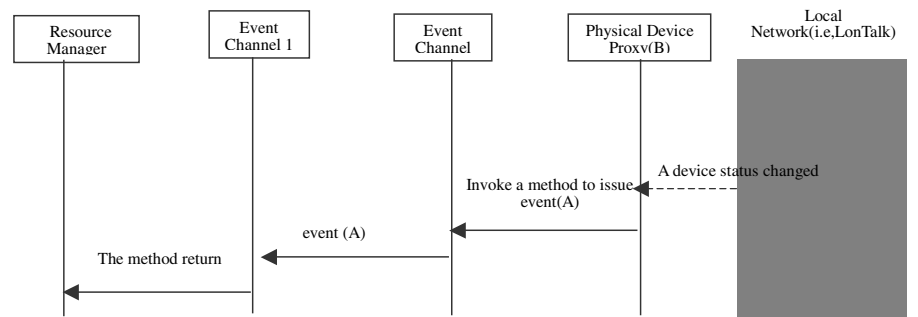 Resource
Manager
Event
Channel 1
Event
Channel
Physical Device
Proxy(B)
Local
Network(i.e,LonTalk)
A device status changed
Invoke a method to issue
event(A)
event (A)
The method return